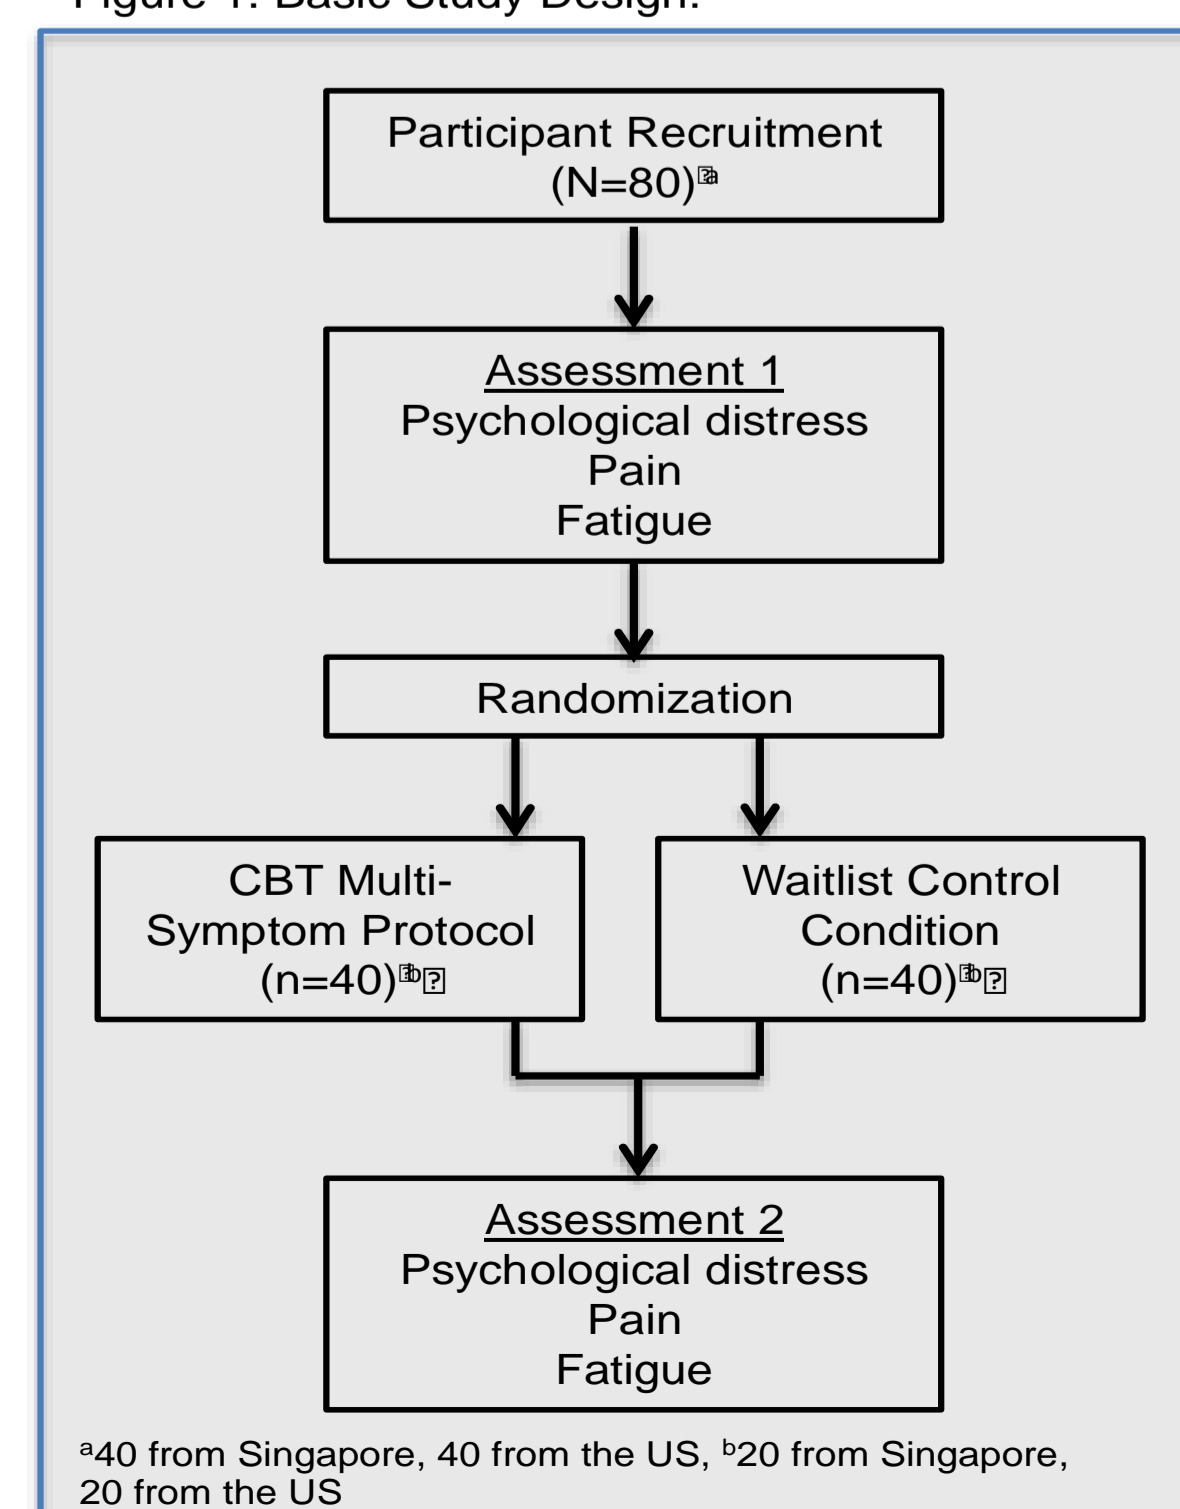 Figure 1. Basic Study Design.
Participant Recruitment
(N=80)a
Assessment 1
Psychological distress
Pain
Fatigue
Randomization
CBT Multi-
Symptom Protocol
(n=40)b
Waitlist Control
Condition
(n=40)b
Assessment 2
Psychological distress
Pain
Fatigue
a40 from Singapore, 40 from the US, b20 from Singapore,
20 from the US